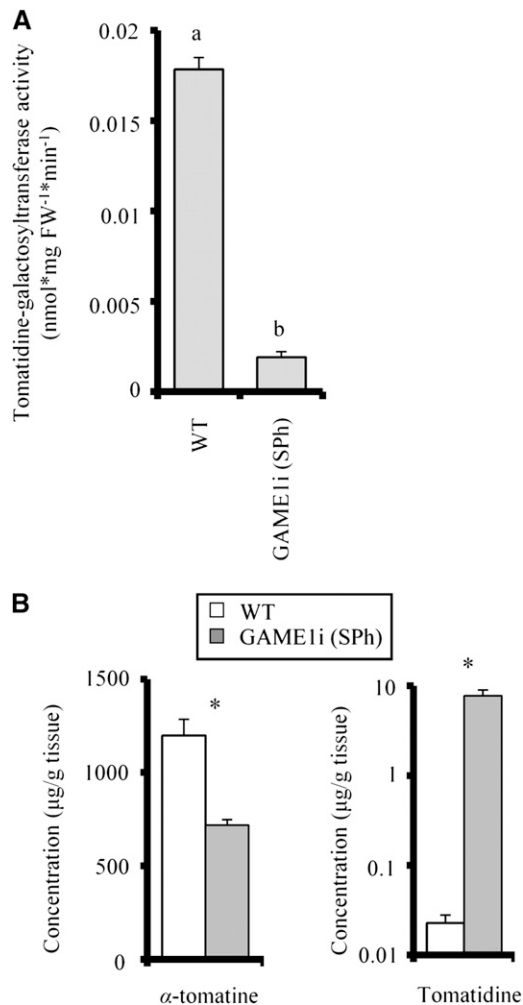 A
Tomatidine-galactosyltransferase activity
(nmol*mg FW-1*min-1)
0.02
0.015
0.01
0.005
0
a
b
WT
GAME1i (SPh)
B
WT
GAME1i (SPh)
Concentration (µg/g tissue)
1500
1000
500
0
*
α-tomatine
Concentration (µg/g tissue)
10
1
0.1
0.01
*
Tomatidine